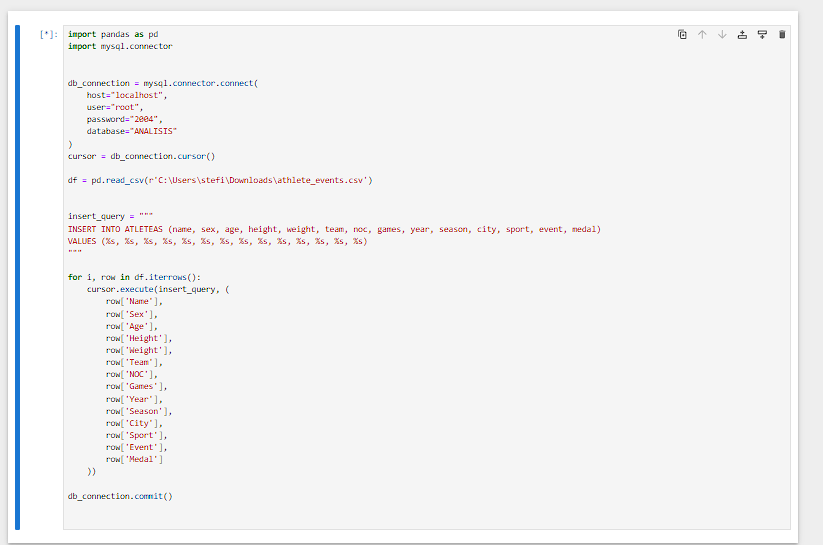 [*]:
import pandas as pd
import mysql.connector
db_connection = mysql.connector.connect(
host="localhost",
user="root",
password="2004",
database="ANALISIS"
)
cursor = db_connection.cursor()
df = pd.read_csv(r'C:\Users\stefi\Downloads\athlete_events.csv')
insert_query = """
INSERT INTO ATLETEAS (name, sex, age, height, weight, team, noc, games, year, season, city, sport, event, medal)
VALUES (%s, %s, %s, %s, %s, %s, %s, %s, %s, %s, %s, %s, %s, %s)
"""
for i, row in df.iterrows():
cursor.execute(insert_query, (
row['Name'],
row['Sex'],
row['Age'],
row['Height'],
row['Weight'],
row['Team'],
row['NOC'],
row['Games'],
row['Year'],
row['Season'],
row['City'],
row['Sport'],
row['Event'],
row['Medal']
))
db_connection.commit()